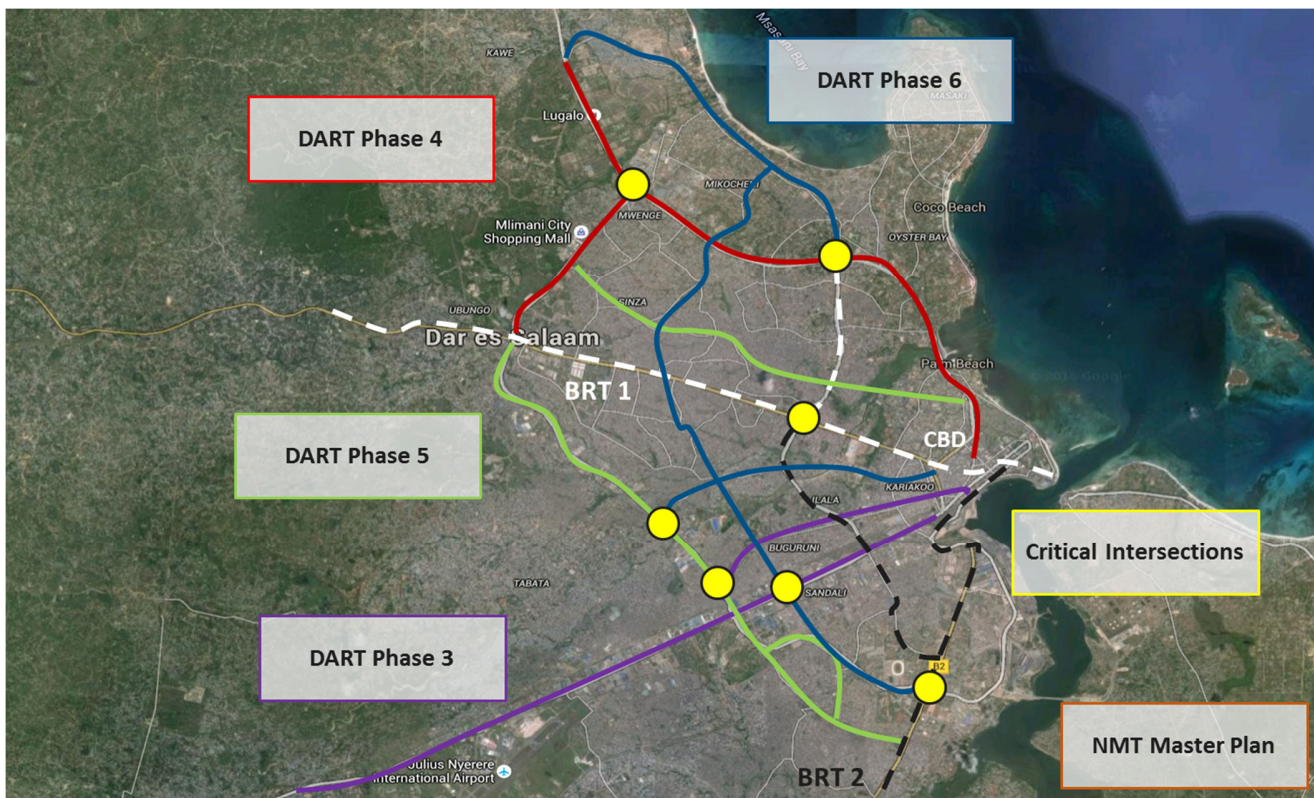 KAWE
Msasani Bay
DART Phase 6
MASAKI
DART Phase 4
Lugalo
MIKOCHENI
MWENGE
Mlimani City
Shopping Mall
Coco Beach
OYSTER BAY
SINZA
UBUNGO
Dar es Salaam
Palm Beach
BRT 1
CBD
DART Phase 5
KARIAKOO
ILALA
BUGURUNI
Critical Intersections
TABATA
SANDALI
DART Phase 3
B2
NMT Master Plan
Julius Nyerere
International Airport
BRT 2